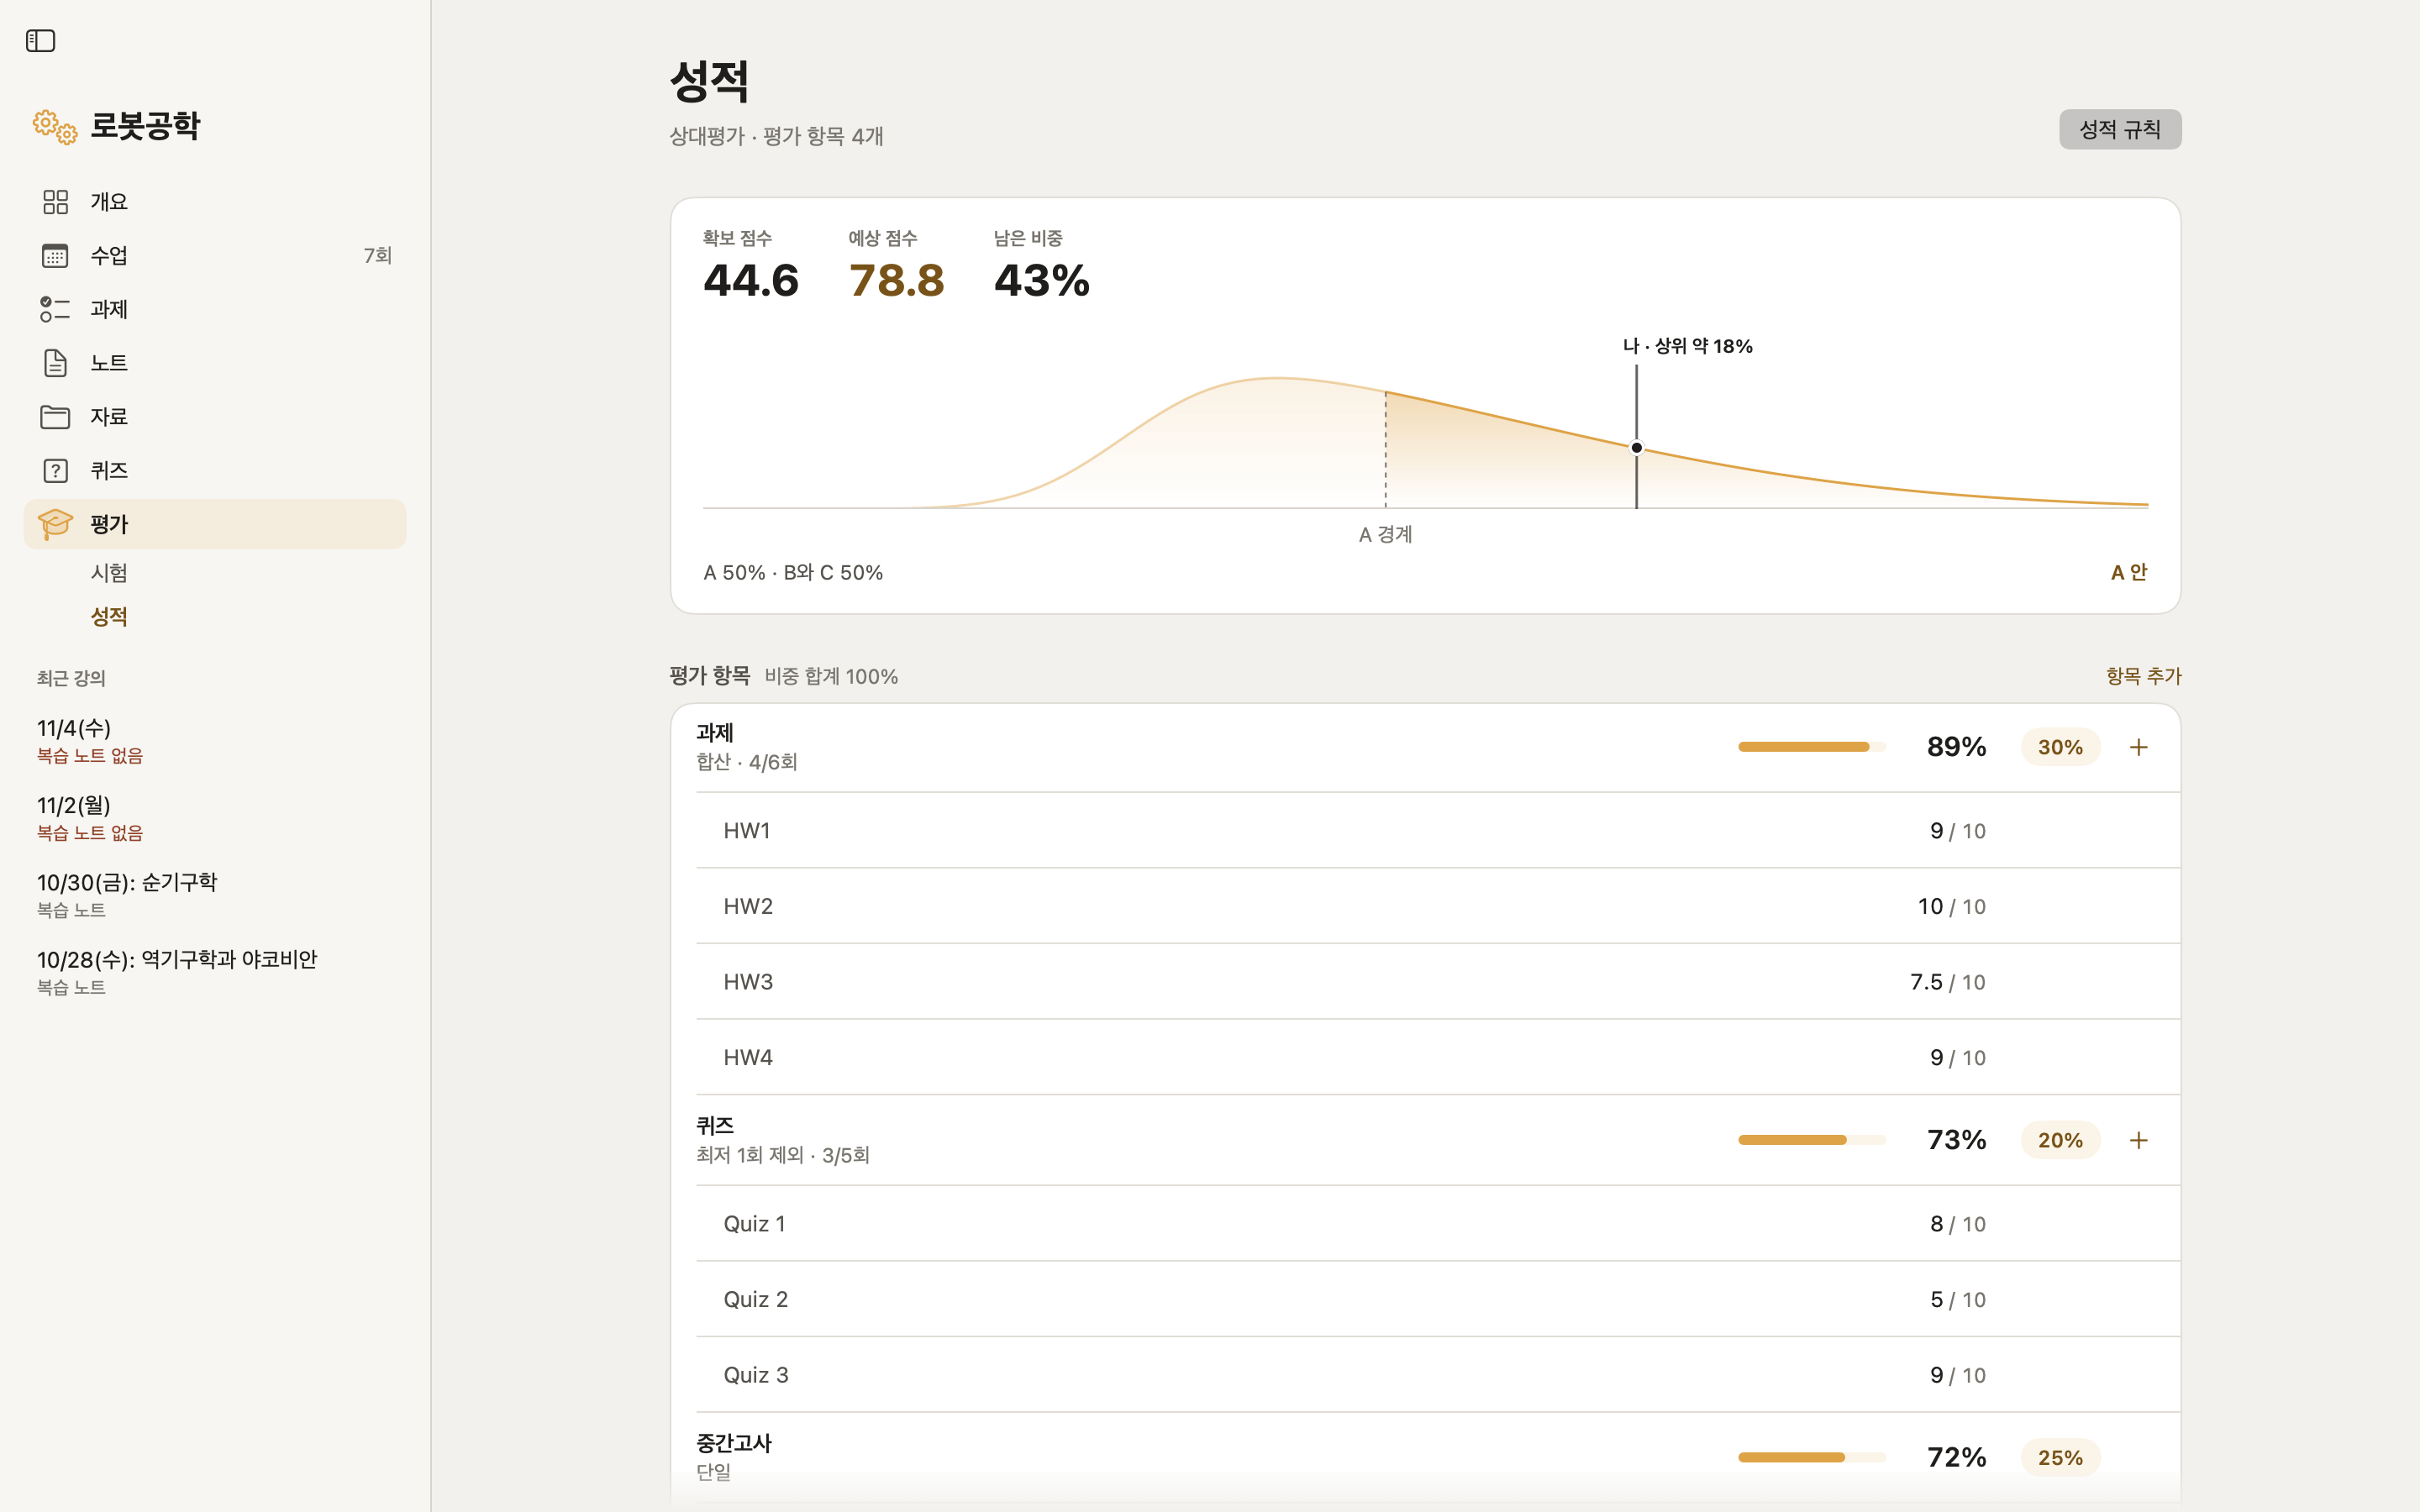 로봇공학
개요
수업 7회
과제
노트
자료
퀴즈
평가
시험
성적
최근 강의
11/4(수)
복습 노트 없음
11/2(월)
복습 노트 없음
10/30(금): 순기구학
복습 노트
10/28(수): 역기구학과 야코비안
복습 노트
성적
상대평가 · 평가 항목 4개
성적 규칙
확보 점수 예상 점수 남은 비중
44.6 78.8 43%
나 · 상위 약 18%
A 경계
A 50% · B와 C 50% A 안
평가 항목 비중 합계 100% 항목 추가
과제
합산 · 4/6회
89% 30%
HW1 9 / 10
HW2 10 / 10
HW3 7.5 / 10
HW4 9 / 10
퀴즈
최저 1회 제외 · 3/5회
73% 20%
Quiz 1 8 / 10
Quiz 2 5 / 10
Quiz 3 9 / 10
중간고사
단일
72% 25%